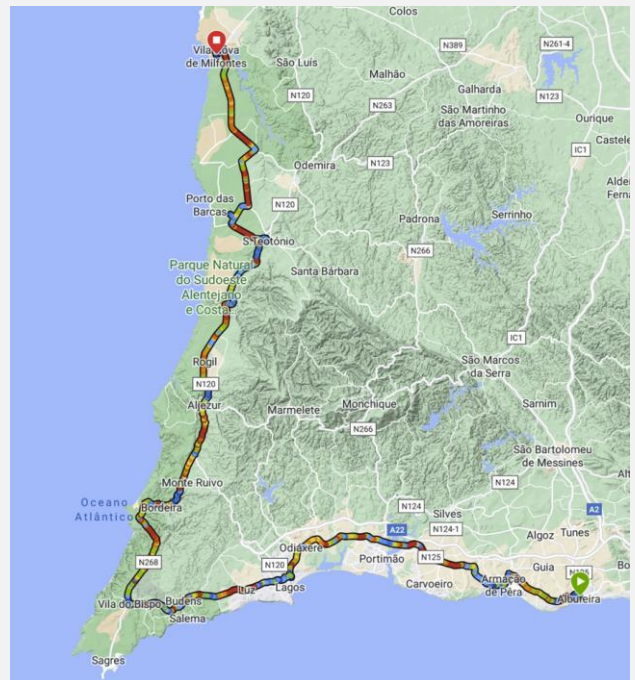 Colos
Vila Nova
de Milfontes
São Luís
N389
N261-4
Malhão
N120
N263
Galharda
N123
São Martinho
das Amoreiras
Ourique
IC1
Castele
Odemira
N123
Porto das
Barcas
N120
Padrona
Serrinho
S.Teotónio
N266
Santa Bárbara
Parque Natural
do Sudoeste
Alentejano
e Costa...
IC1
São Marcos
da Serra
Rogil
N120
Aljezur
Marmelete
Monchique
Sarnim
N266
São Bartolomeu
de Messines
Monte Ruivo
N124
Oceano
Atlântico
Bordeira
N124
Silves
A2
A22
N124-1
Algoz
Tunes
Odiáxere
Portimão
N125
Guia
N268
N120
Luz
Lagos
Carvoeiro
Armação
de Pêra
Albufeira
Vila do Bispo
Budens
Salema
Sagres